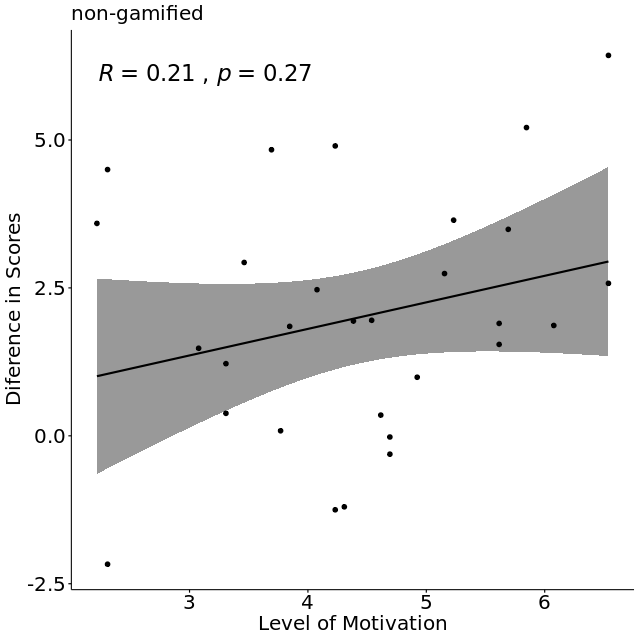 non-gamified
R = 0.21 , p = 0.27
5.0
2.5
0.0
-2.5
Diference in Scores
3 4 5 6
Level of Motivation